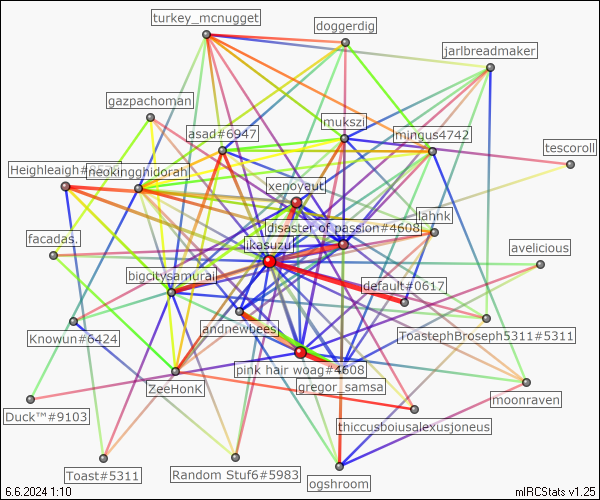 turkey_mcnugget
doggerdig
jarlbreadmaker
gazpachoman
mukszi
asad#6947
mingus4742
tescoroll
Heighleigh#
neokingghidorah
xenovaut
lahnk
disaster of passion#4608
facadas.
ikasuzu
avelicious
bigcitysamurai
default#0617
andnewbees
Knowun#6424
ToastephBroseph5311#5311
pink hair woag#4608
ZeeHonK
gregor_samsa
moonraven
Duck™#9103
thiccusboiusalexusjoneus
Toast#5311
Random Stuf6#5983
ogshroom
6.6.2024 1:10
mIRCStats v1.25